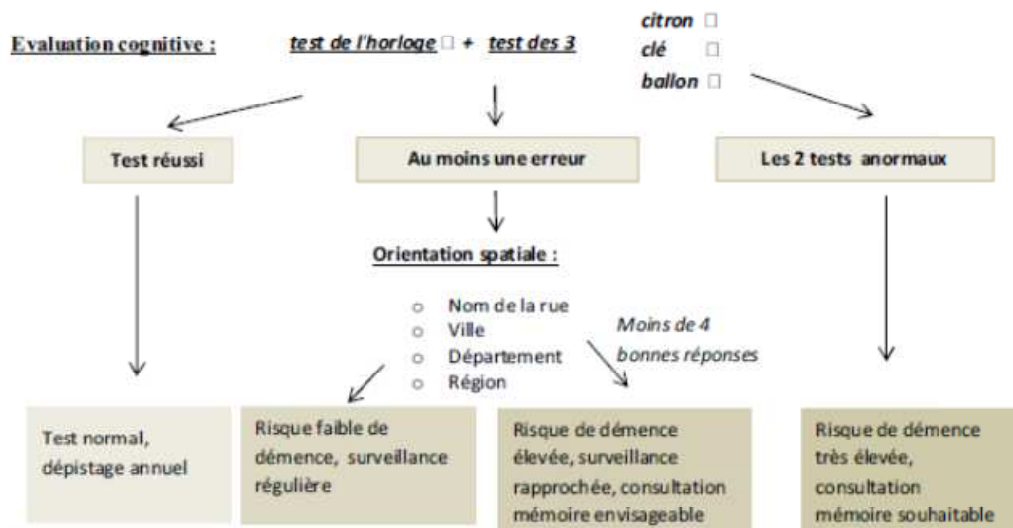 Evaluation cognitive :
test de l'horloge □ + test des 3
citron □
clé □
ballon □
Test réussi
Au moins une erreur
Les 2 tests anormaux
Orientation spatiale :
o Nom de la rue
o Ville
o Département
o Région
Moins de 4
bonnes réponses
Test normal,
dépistage annuel
Risque faible de
démence, surveillance
régulière
Risque de démence
élevée, surveillance
rapprochée, consultation
mémoire envisageable
Risque de démence
très élevée,
consultation
mémoire souhaitable